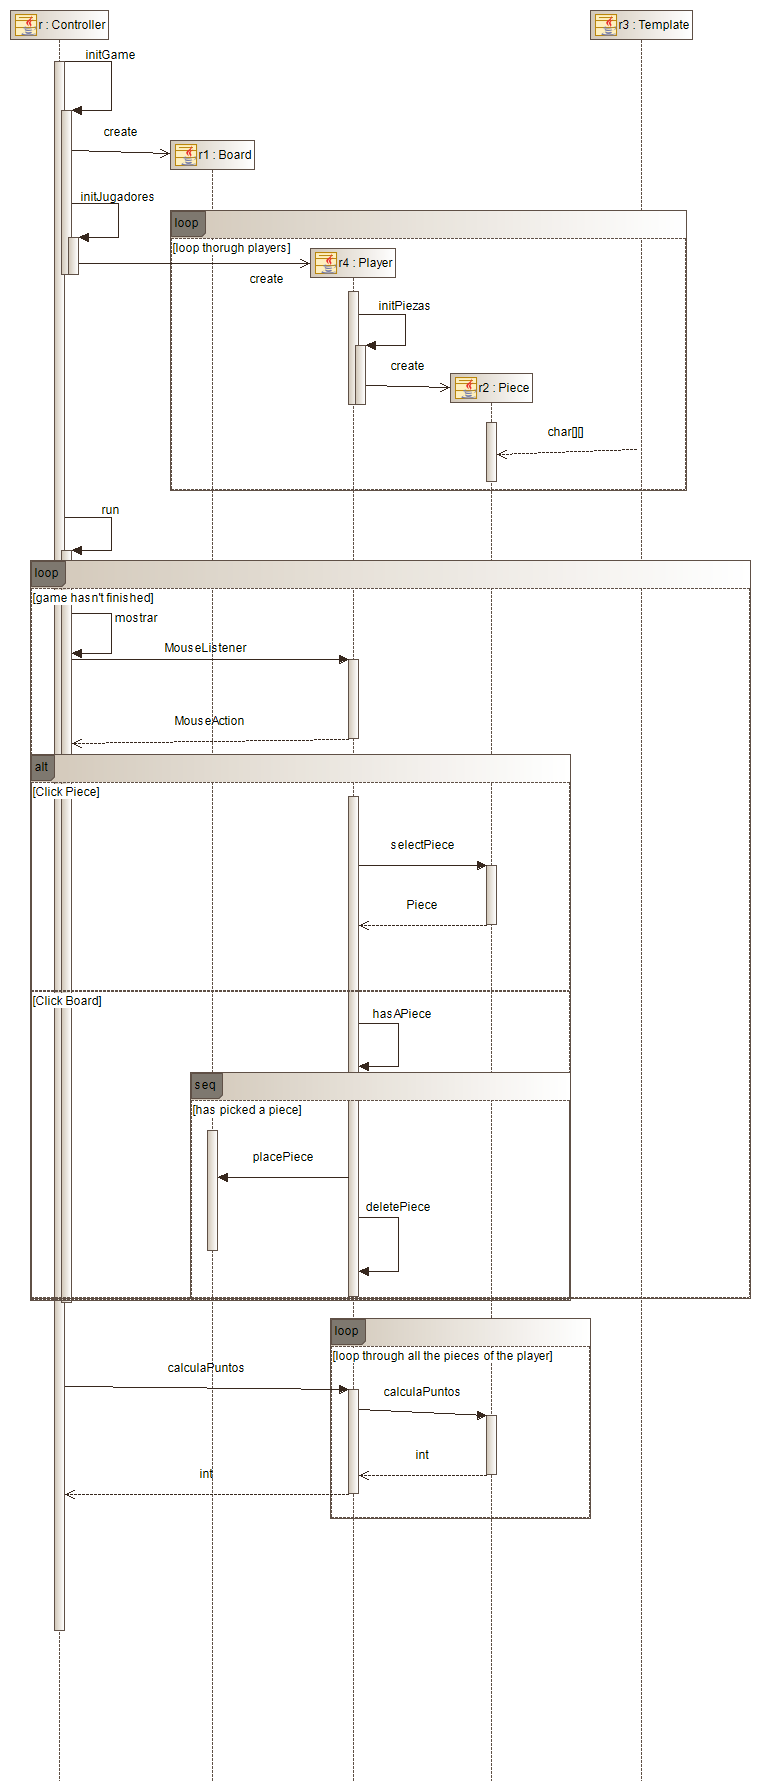 r : Controller
r3 : Template
initGame
create
r1 : Board
initJugadores
loop
[loop thorugh players]
r4 : Player
create
initPiezas
create
r2 : Piece
char[][]
run
loop
[game hasn't finished]
mostrar
MouseListener
MouseAction
alt
[Click Piece]
selectPiece
Piece
[Click Board]
hasAPiece
seq
[has picked a piece]
placePiece
deletePiece
loop
[loop through all the pieces of the player]
calculaPuntos
calculaPuntos
int
int